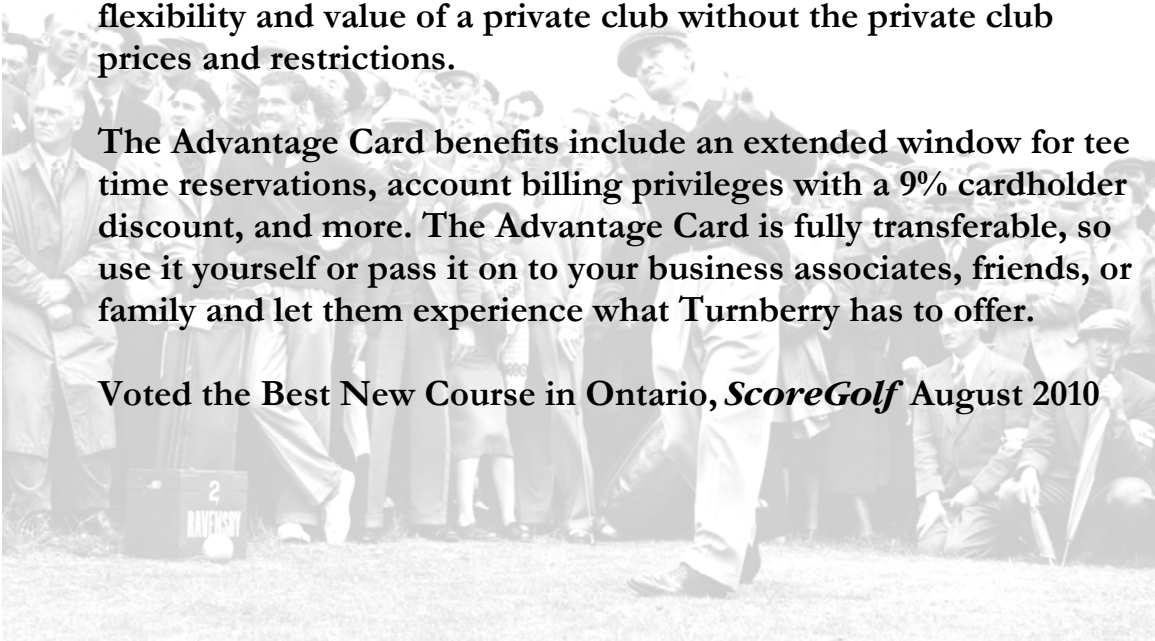 flexibility and value of a private club without the private club
prices and restrictions.
The Advantage Card benefits include an extended window for tee
time reservations, account billing privileges with a 9% cardholder
discount, and more. The Advantage Card is fully transferable, so
use it yourself or pass it on to your business associates, friends, or
family and let them experience what Turnberry has to offer.
Voted the Best New Course in Ontario, ScoreGolf August 2010
2
RAVENSBY